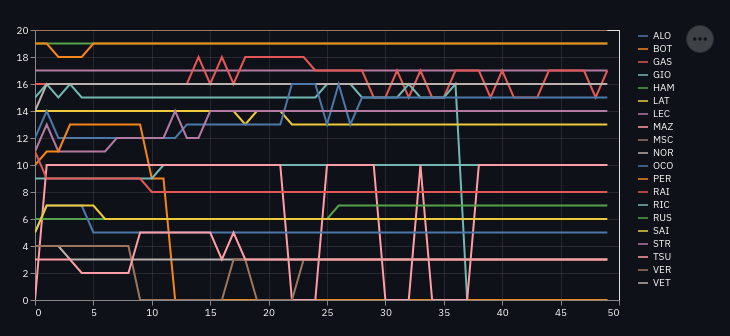 20
18
16
14
12
10
8
6
4
2
0
0 5 10 15 20 25 30 35 40 45 50
ALO
BOT
GAS
GIO
HAM
LAT
LEC
MAZ
MSC
NOR
OCO
PER
RAI
RIC
RUS
SAI
STR
TSU
VER
VET